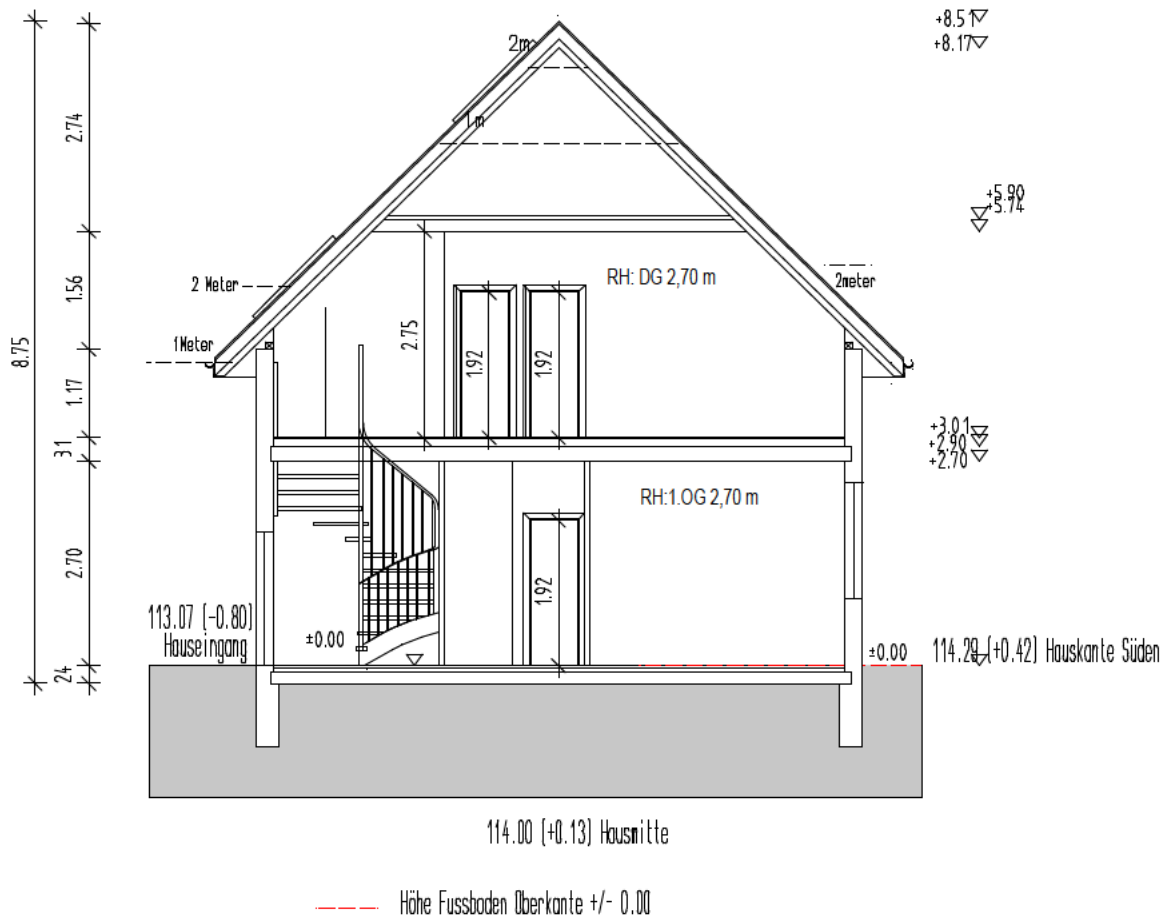 +8.51
+8.17
2m
1m
2.74
+5.90
+5.74
RH: DG 2,70 m
2 Meter
2meter
1.56
8.75
2.75
1Meter
1.92
1.92
1.17
+3.01
+2.90
+2.70
31
RH:1.OG 2,70 m
2.70
1.92
113.07 (-0.80)
Hauseingang
±0.00
±0.00
114.29 (+0.42) Hauskante Süden
24
114.00 (+0.13) Hausmitte
Höhe Fussboden Oberkante +/- 0.00